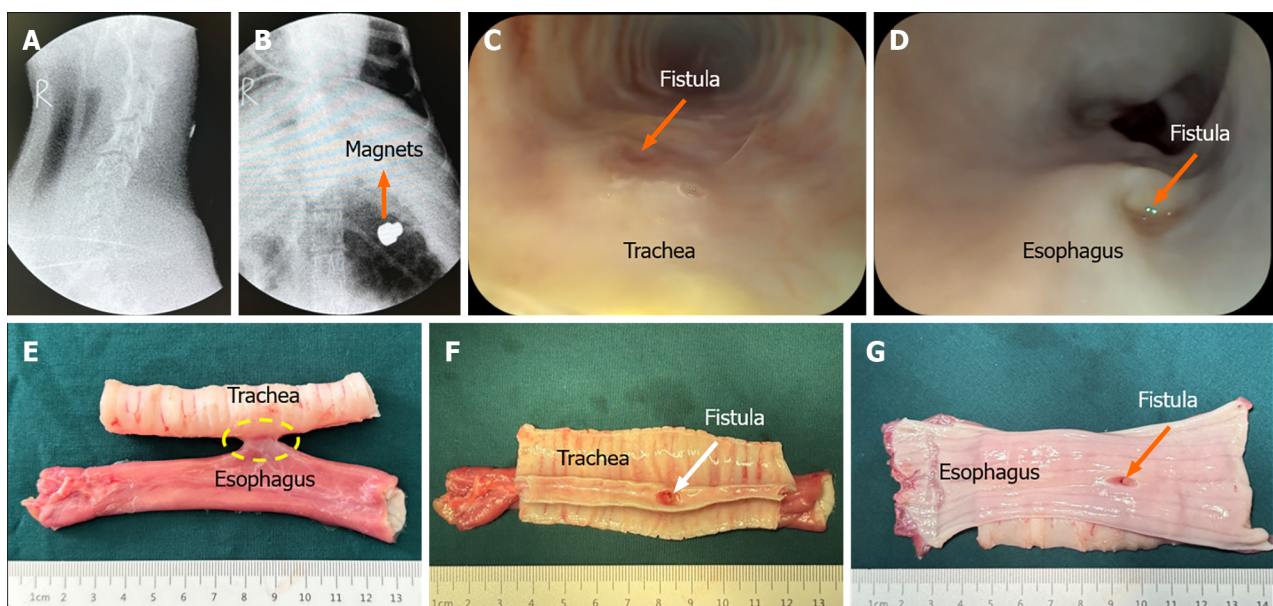 A
R
B
R
Magnets
C
Fistula
Trachea
D
Fistula
Esophagus
E
Trachea
Esophagus
1cm 2 3 4 5 6 7 8 9 10 11 12 13
F
Fistula
Trachea
1cm 2 3 4 5 6 7 8 9 10 11 12 13
G
Fistula
Esophagus
1cm 2 3 4 5 6 7 8 9 10 11 12 13